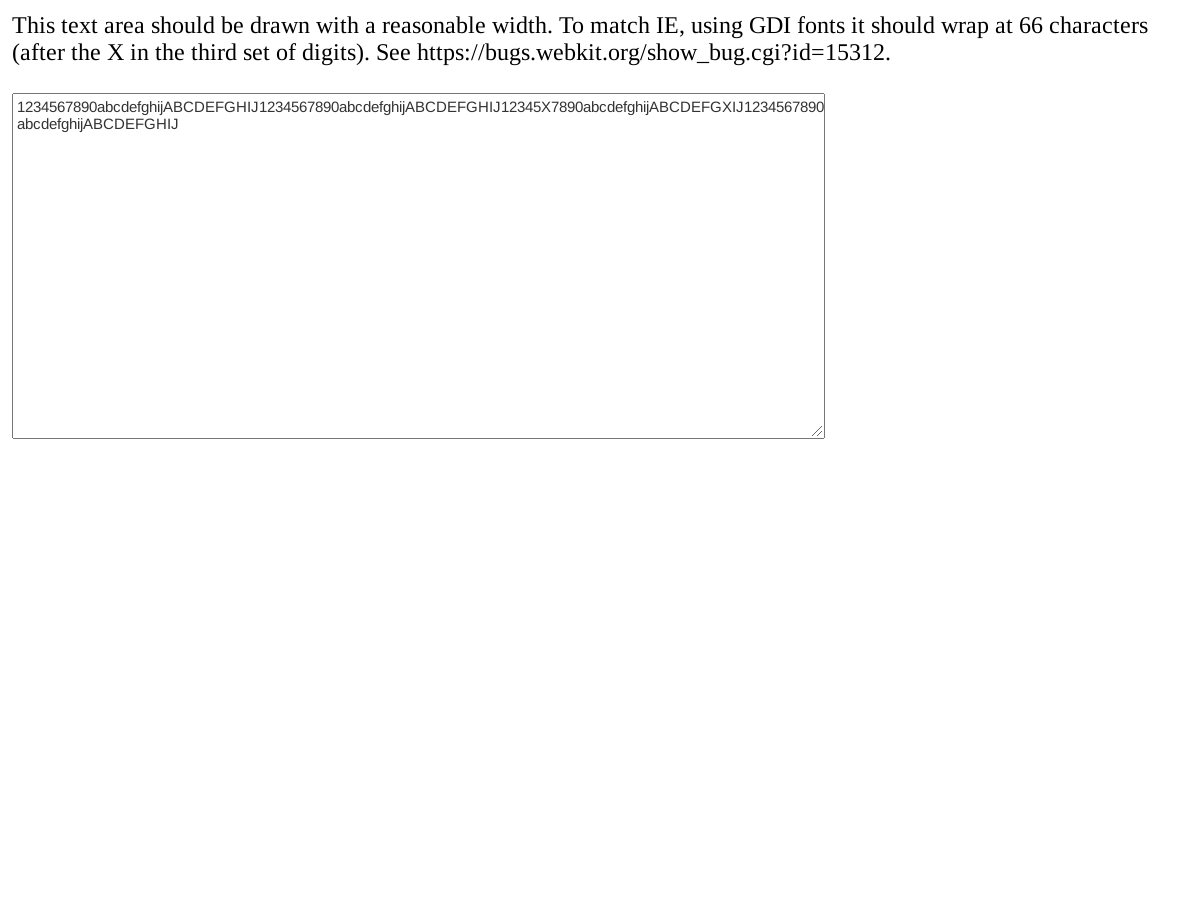 This text area should be drawn with a reasonable width. To match IE, using GDI fonts it should wrap at 66 characters
(after the X in the third set of digits). See https://bugs.webkit.org/show_bug.cgi?id=15312.
1234567890abcdefghijABCDEFGHIJ1234567890abcdefghijABCDEFGHIJ12345X7890abcdefghijABCDEFGXIJ1234567890
abcdefghijABCDEFGHIJ